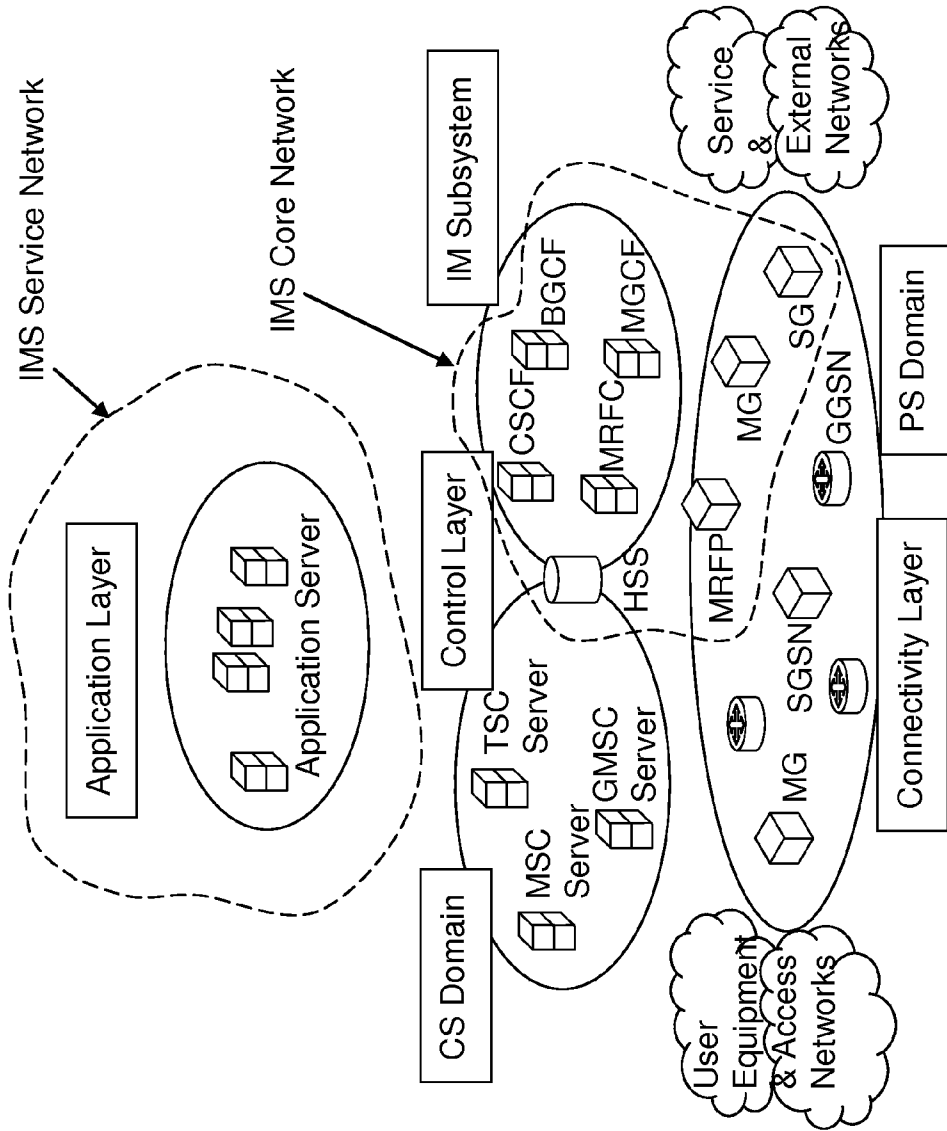 IMS Service Network
Application Layer
Application Server
IMS Core Network
CS Domain
Control Layer
IM Subsystem
TSC
Server
MSC
Server
GMSC
Server
HSS
CSCF
BGCF
MRFC
MGCF
User
Equipment
& Access
Networks
MG
SGSN
MRFP
MG
GGSN
SG
Service
&
External
Networks
Connectivity Layer
PS Domain